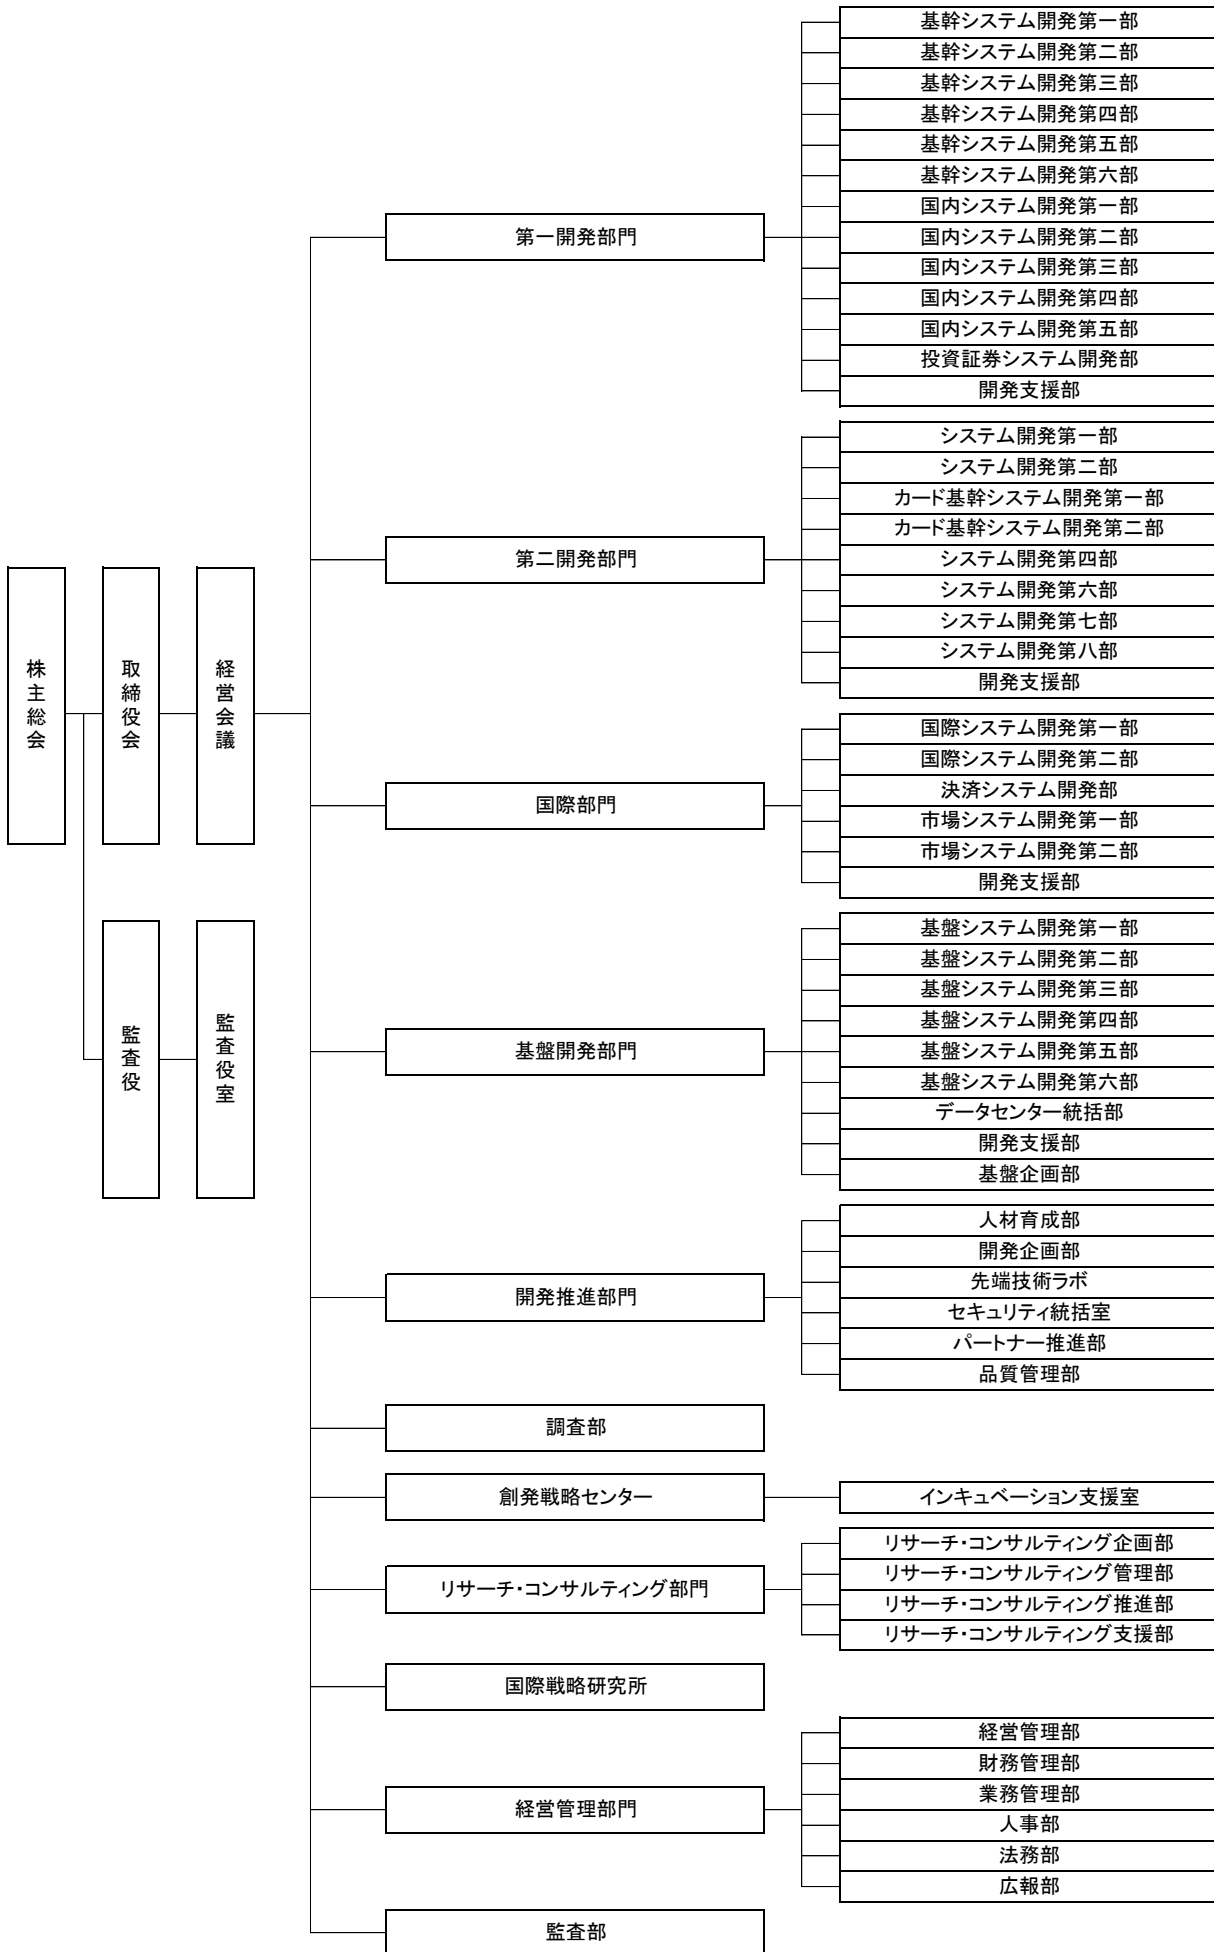 株主総会
取締役会
経営会議
監査役
監査役室
第一開発部門
基幹システム開発第一部
基幹システム開発第二部
基幹システム開発第三部
基幹システム開発第四部
基幹システム開発第五部
基幹システム開発第六部
国内システム開発第一部
国内システム開発第二部
国内システム開発第三部
国内システム開発第四部
国内システム開発第五部
投資証券システム開発部
開発支援部
第二開発部門
システム開発第一部
システム開発第二部
カード基幹システム開発第一部
カード基幹システム開発第二部
システム開発第四部
システム開発第六部
システム開発第七部
システム開発第八部
開発支援部
国際部門
国際システム開発第一部
国際システム開発第二部
決済システム開発部
市場システム開発第一部
市場システム開発第二部
開発支援部
基盤開発部門
基盤システム開発第一部
基盤システム開発第二部
基盤システム開発第三部
基盤システム開発第四部
基盤システム開発第五部
基盤システム開発第六部
データセンター統括部
開発支援部
基盤企画部
開発推進部門
人材育成部
開発企画部
先端技術ラボ
セキュリティ統括室
パートナー推進部
品質管理部
調査部
創発戦略センター
インキュベーション支援室
リサーチ・コンサルティング部門
リサーチ・コンサルティング企画部
リサーチ・コンサルティング管理部
リサーチ・コンサルティング推進部
リサーチ・コンサルティング支援部
国際戦略研究所
経営管理部門
経営管理部
財務管理部
業務管理部
人事部
法務部
広報部
監査部